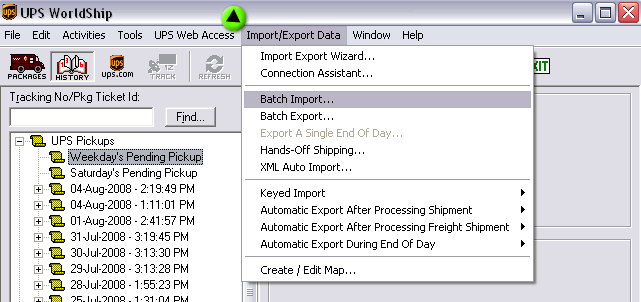 ups UPS WorldShip
File Edit Activities Tools UPS Web Access Import/Export Data Window Help
PACKAGES HISTORY ups.com 12 TRACK REFRESH EXIT
Tracking No/Pkg Ticket Id:
Find...
UPS Pickups
Weekday's Pending Pickup
Saturday's Pending Pickup
04-Aug-2008 - 2:19:49 PM
04-Aug-2008 - 1:11:01 PM
01-Aug-2008 - 2:41:57 PM
31-Jul-2008 - 3:19:45 PM
30-Jul-2008 - 3:13:30 PM
29-Jul-2008 - 3:13:28 PM
28-Jul-2008 - 1:55:23 PM
25-Jul-2008 - 1:31:04 PM
Import Export Wizard...
Connection Assistant...
Batch Import...
Batch Export...
Export A Single End Of Day...
Hands-Off Shipping...
XML Auto Import...
Keyed Import
Automatic Export After Processing Shipment
Automatic Export After Processing Freight Shipment
Automatic Export During End Of Day
Create / Edit Map...